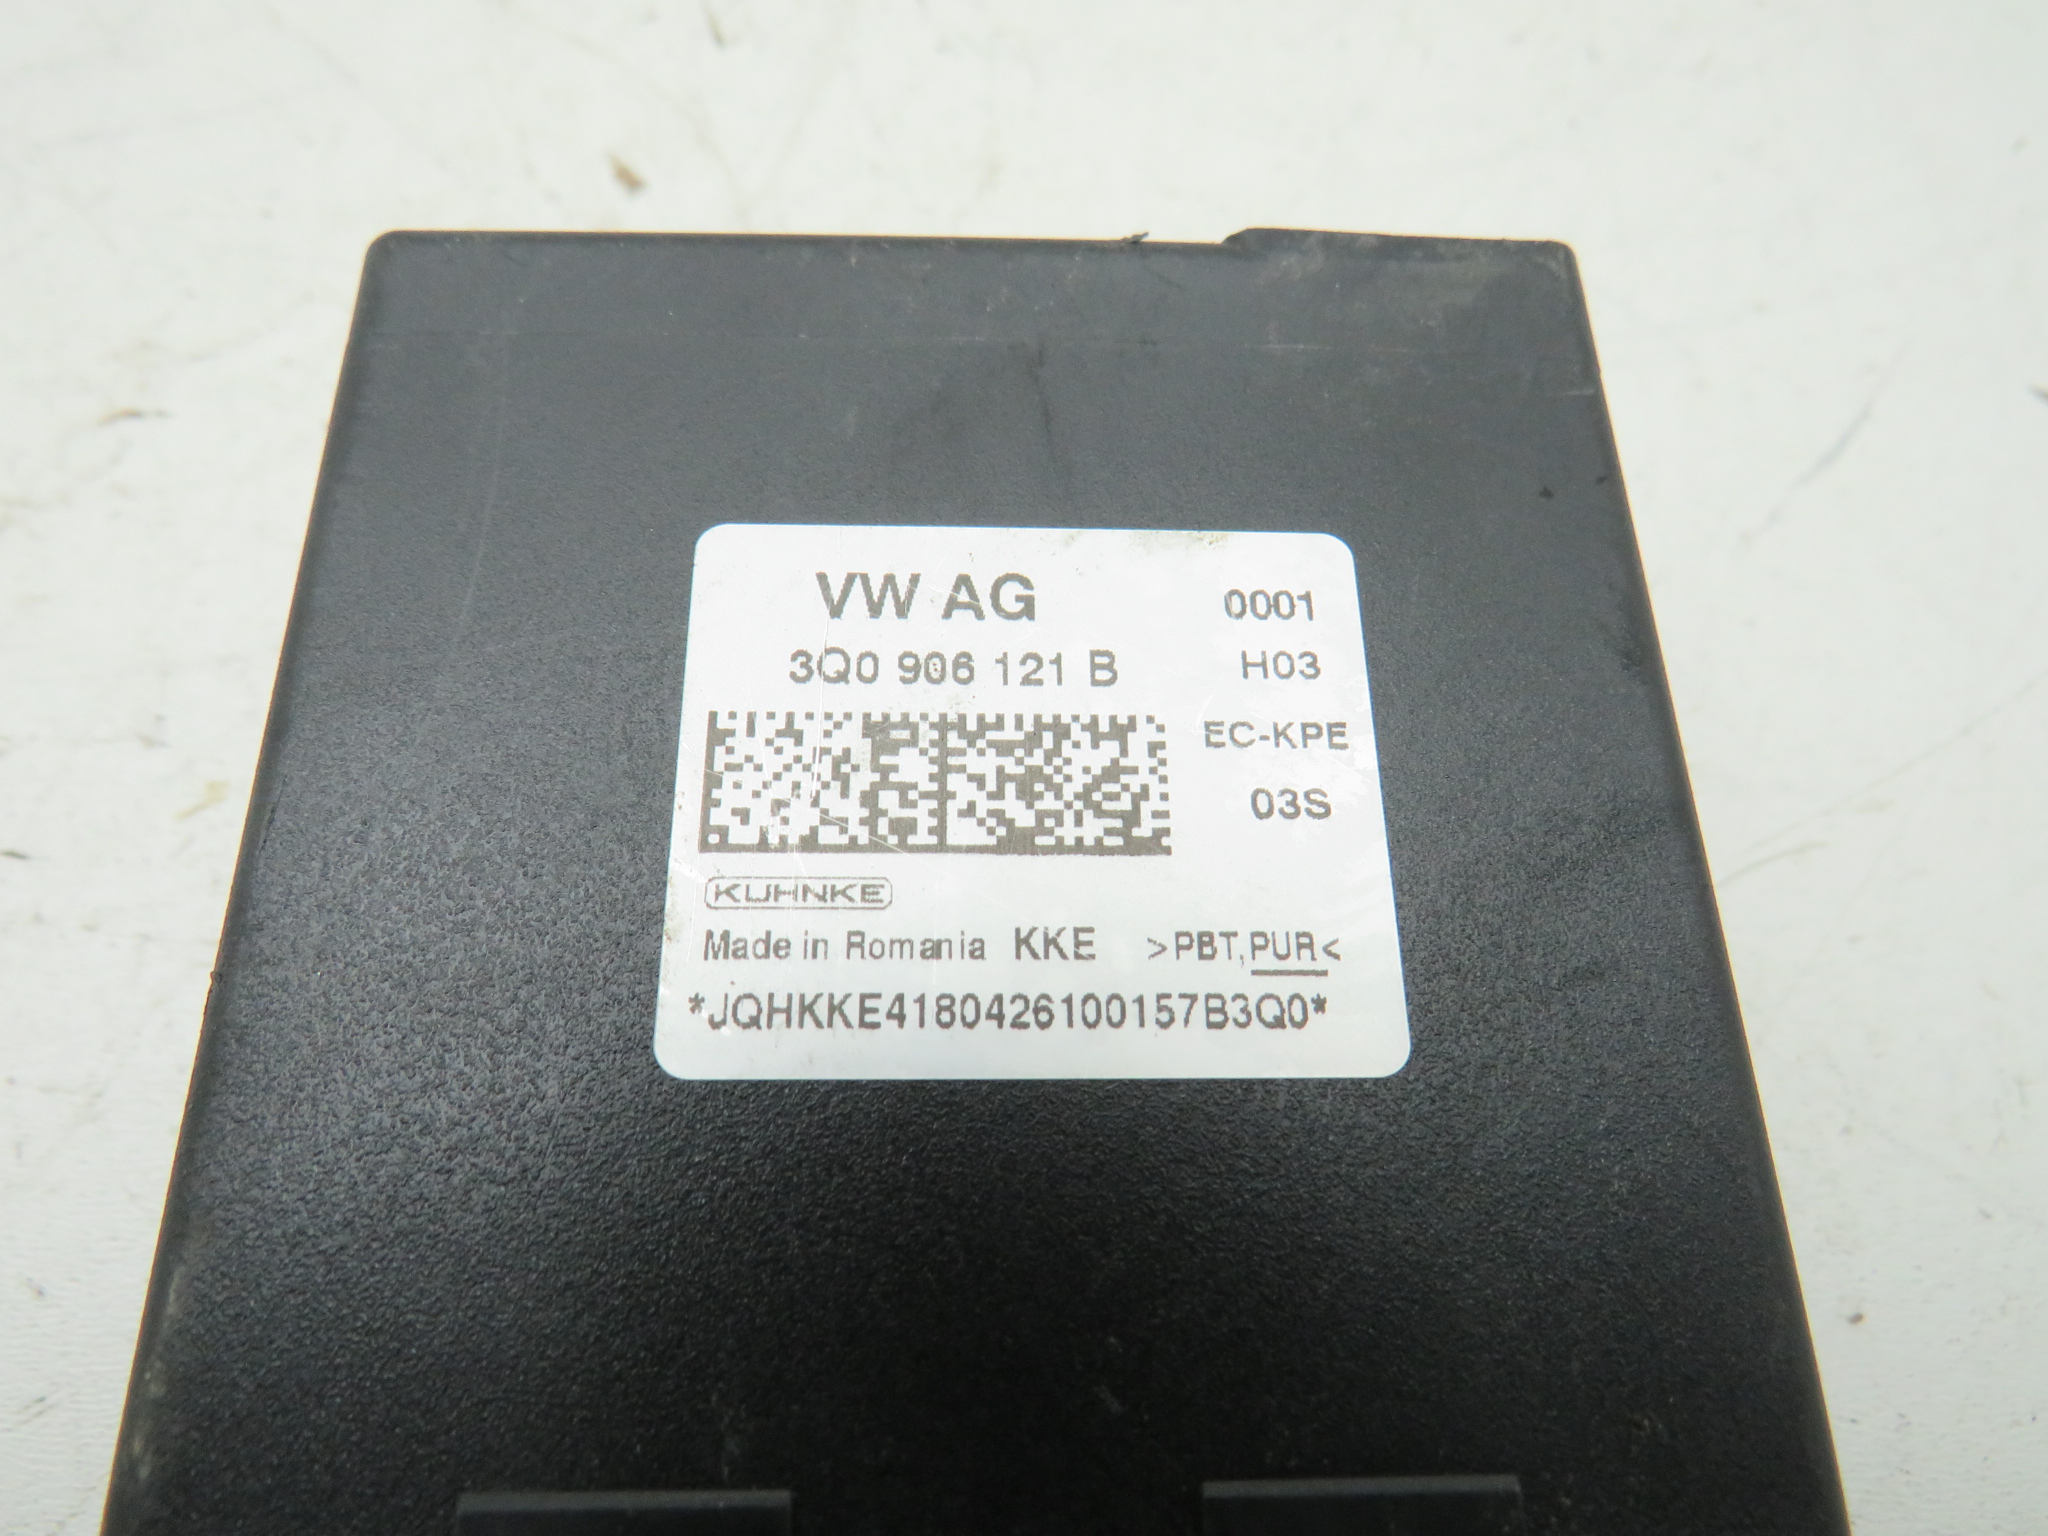 VW AG 0001
3Q0 906 121 B H03
EC-KPE
03S
KUHNKE
Made in Romania KKE >PBT,PUR<
*JQHKKE4180426100157B3Q0*